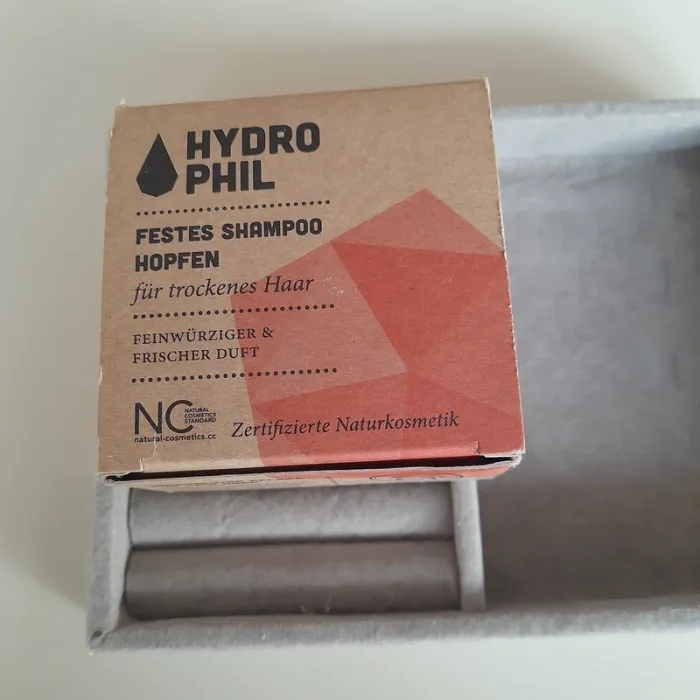 HYDRO
PHIL
FESTES SHAMPOO
HOPFEN
für trockenes Haar
FEINWÜRZIGER &
FRISCHER DUFT
NC NATURAL
COSMETICS
STANDARD
natural-cosmetics.cc
Zertifizierte Naturkosmetik